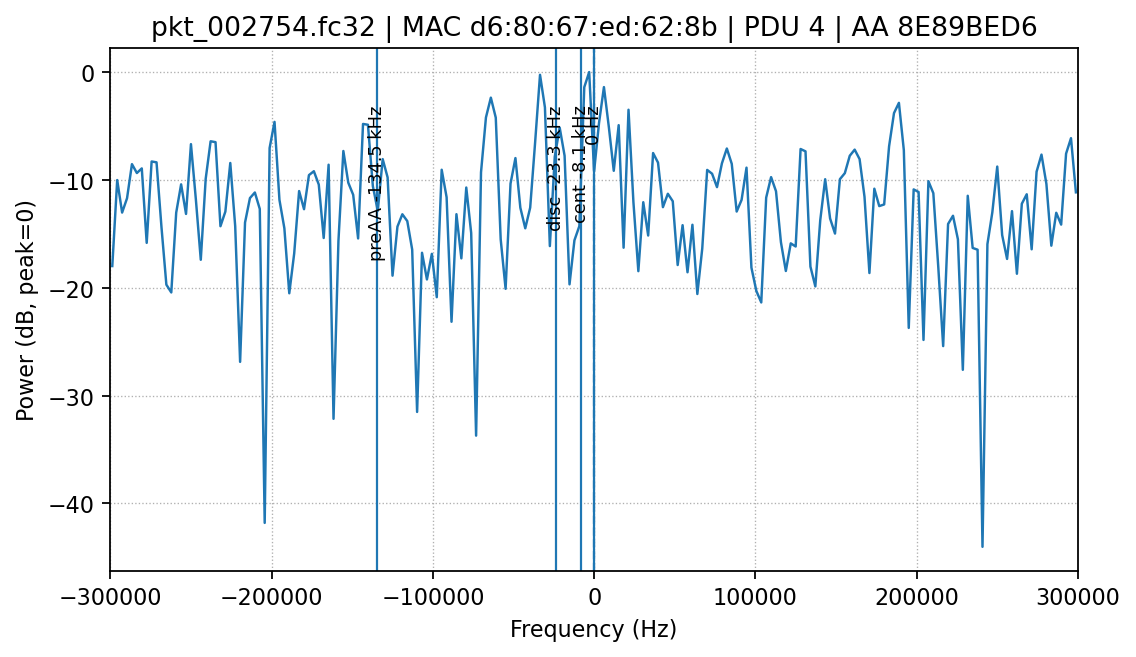 pkt_002754.fc32 | MAC d6:80:67:ed:62:8b | PDU 4 | AA 8E89BED6
Power (dB, peak=0)
0
−10
−20
−30
−40
preAA -134.5 kHz
disc -23.3 kHz
cent -8.1 kHz
0 Hz
−300000
−200000
−100000
0
100000
200000
300000
Frequency (Hz)